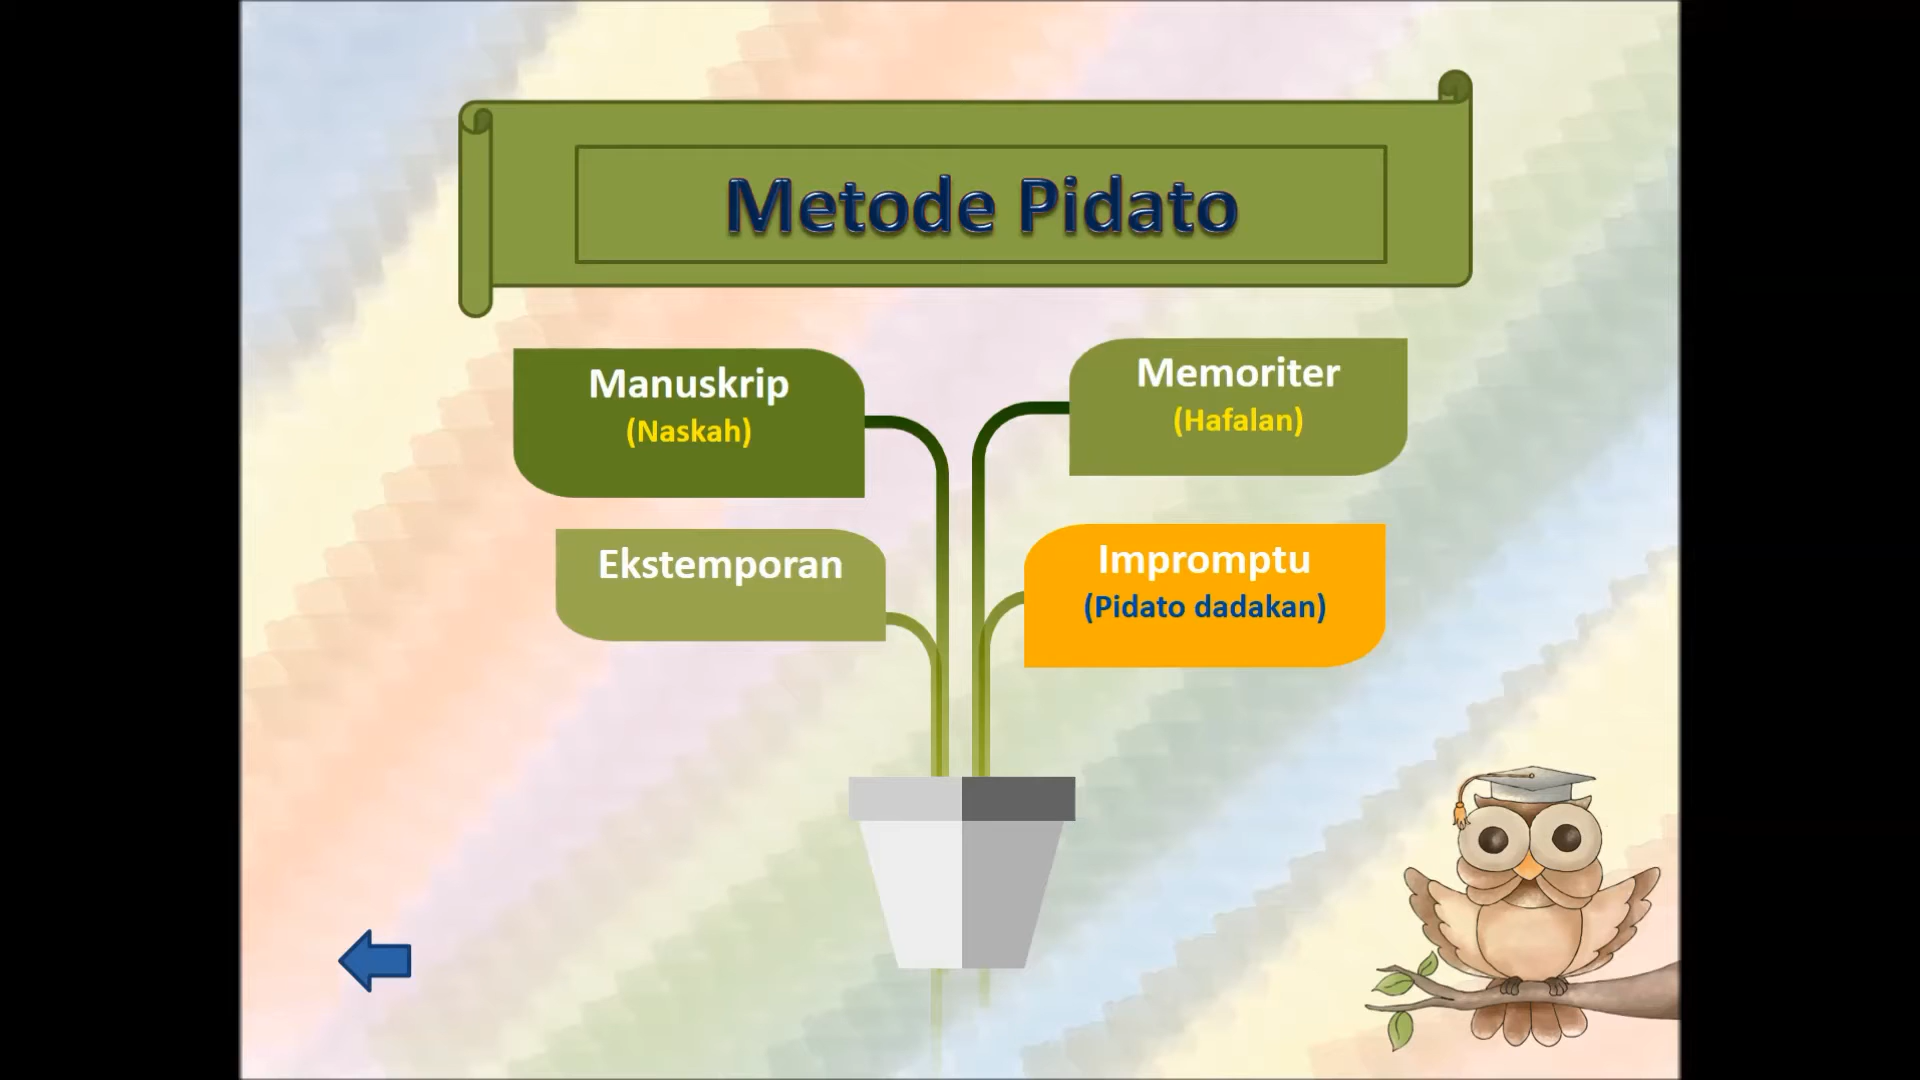 Metode Pidato
Manuskrip
(Naskah)
Memoriter
(Hafalan)
Ekstemporan
Impromptu
(Pidato dadakan)